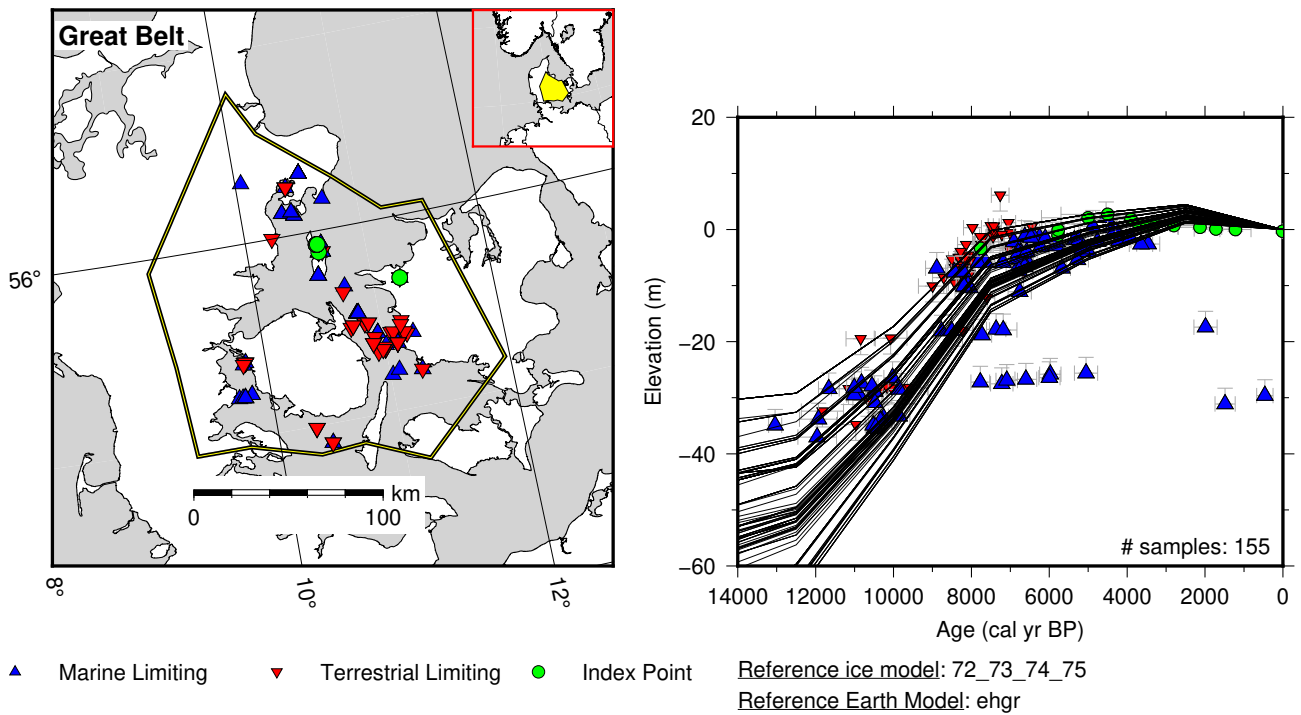 Great Belt
56°
km
0 100
8° 10° 12°
20
0
−20
−40
−60
Elevation (m)
# samples: 155
14000 12000 10000 8000 6000 4000 2000 0
Age (cal yr BP)
Marine Limiting Terrestrial Limiting Index Point
Reference ice model: 72_73_74_75
Reference Earth Model: ehgr